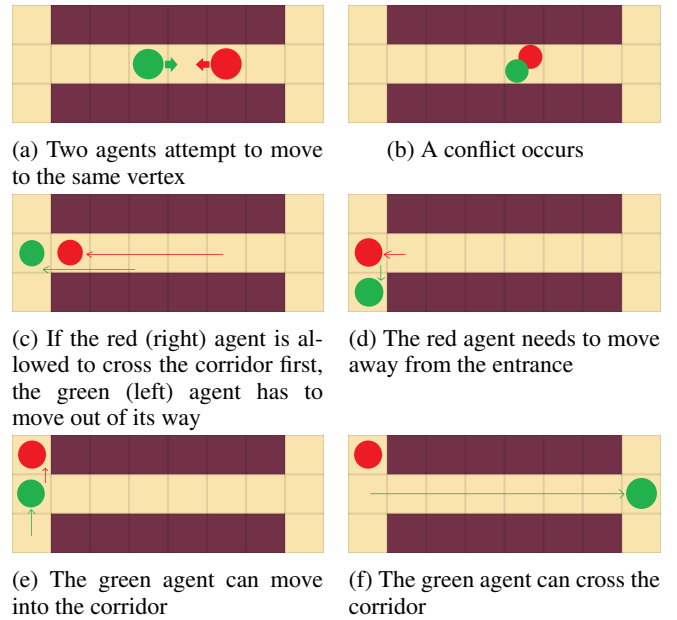 (a) Two agents attempt to move
to the same vertex
(b) A conflict occurs
(c) If the red (right) agent is al-
lowed to cross the corridor first,
the green (left) agent has to
move out of its way
(d) The red agent needs to move
away from the entrance
(e) The green agent can move
into the corridor
(f) The green agent can cross the
corridor